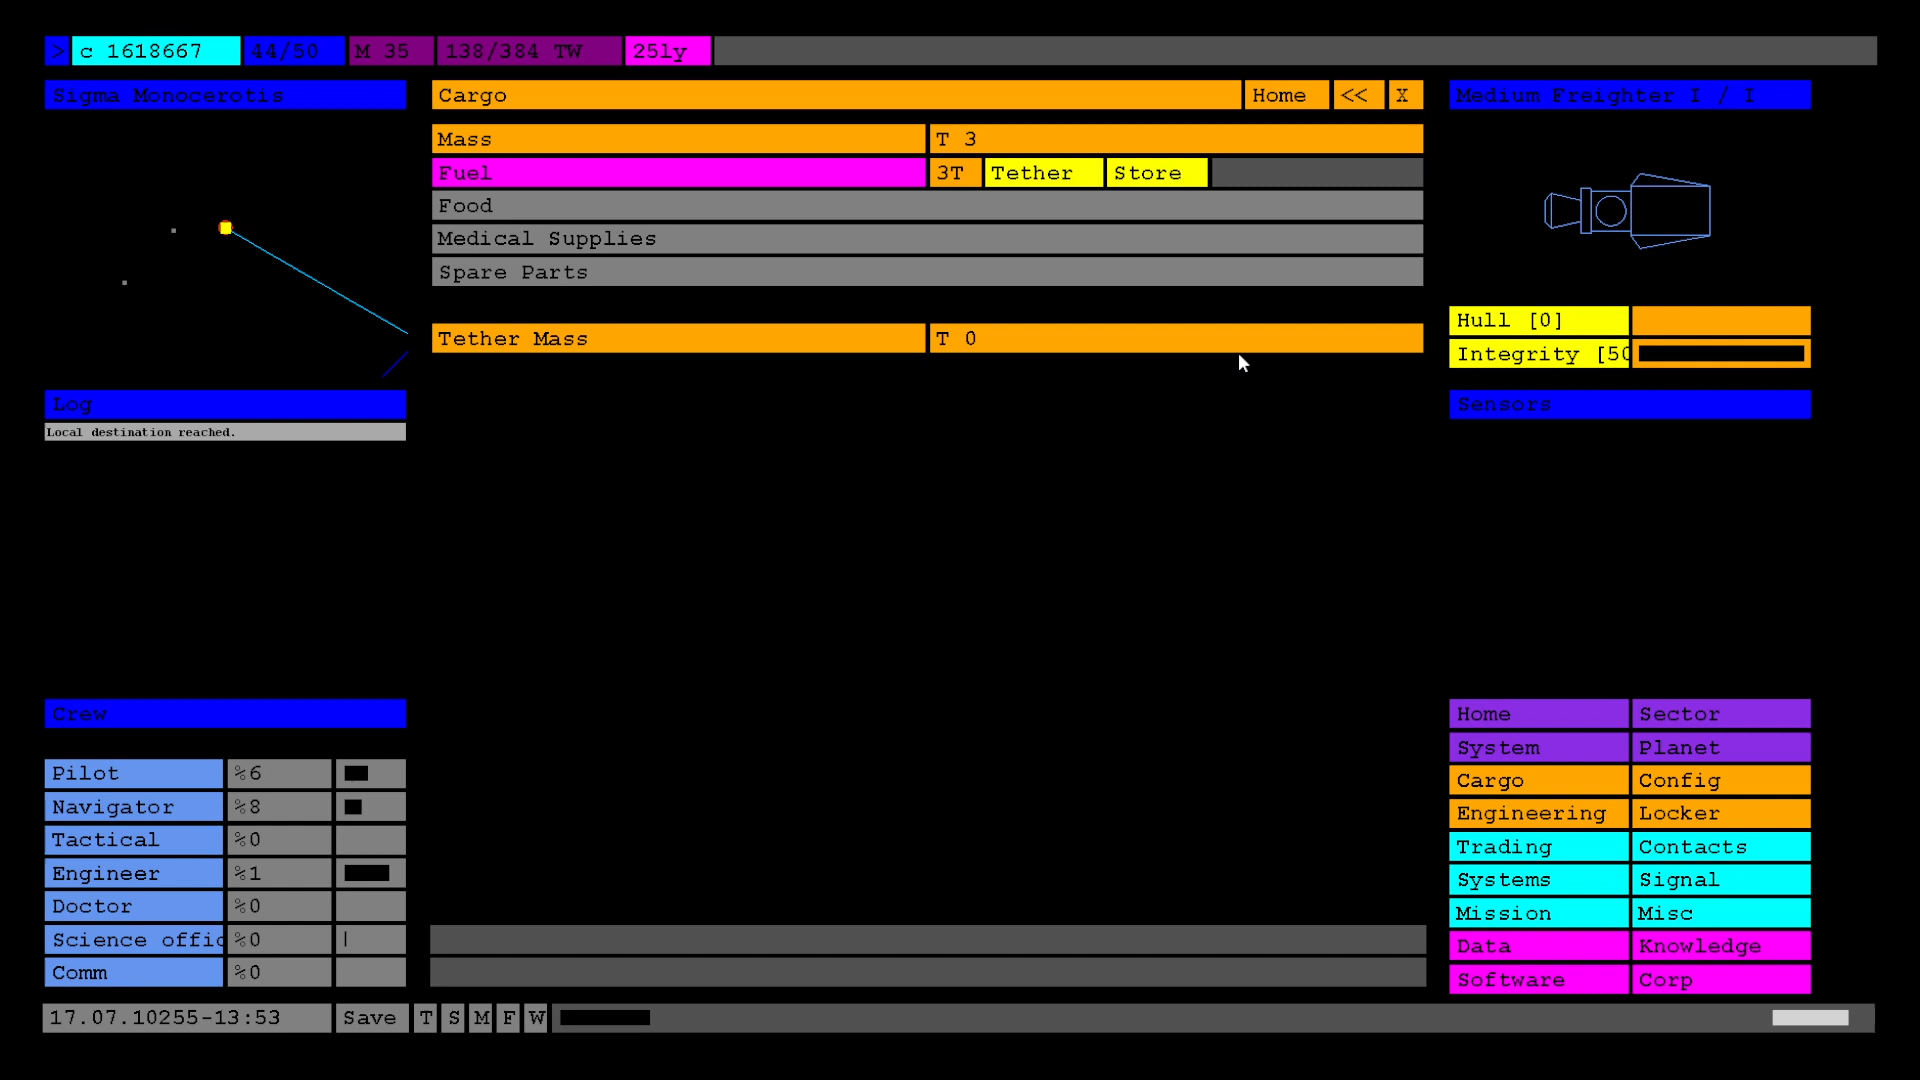 > c 1618667 44/50 M 35 138/384 TW 25ly
Sigma Monocerotis
Cargo Home << X
Medium Freighter I / I
Mass T 3
Fuel 3T Tether Store
Food
Medical Supplies
Spare Parts
Tether Mass T 0
Hull [0]
Integrity [50
Log
Local destination reached.
Sensors
Crew
Pilot %6
Navigator %8
Tactical %0
Engineer %1
Doctor %0
Science offic %0
Comm %0
Home Sector
System Planet
Cargo Config
Engineering Locker
Trading Contacts
Systems Signal
Mission Misc
Data Knowledge
Software Corp
17.07.10255-13:53 Save T S M F W